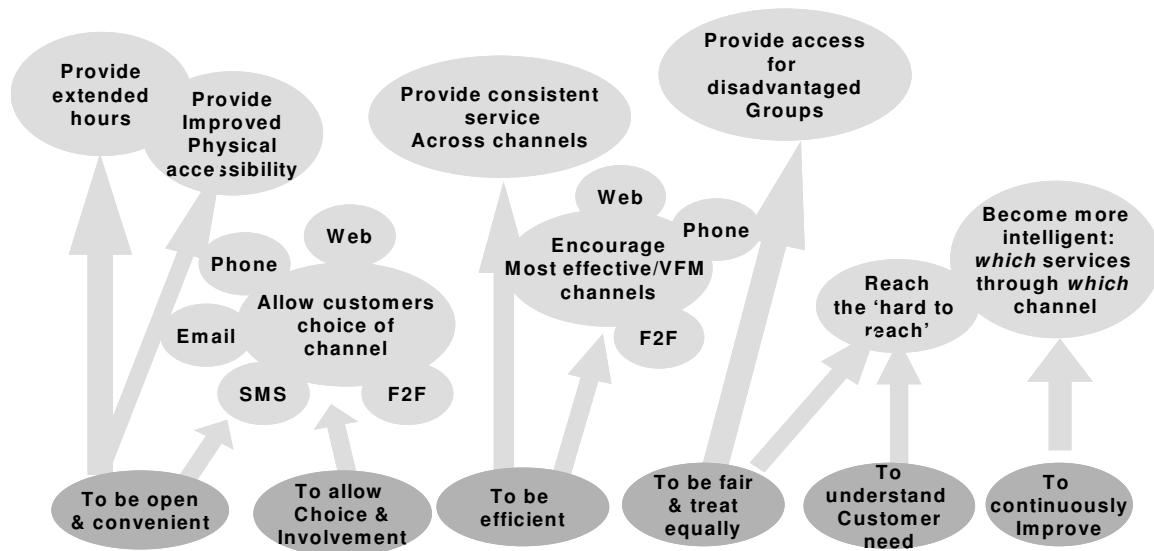 Provide
extended
hours
Provide
Improved
Physical
accessibility
Provide consistent
service
Across channels
Provide access
for
disadvantaged
Groups
Web
Phone
Allow customers
choice of
channel
Email
SMS
F2F
Web
Phone
Encourage
Most effective/VFM
channels
F2F
Reach
the ‘hard to
reach’
Become more
intelligent:
which services
through which
channel
To be open
& convenient
To allow
Choice &
Involvement
To be
efficient
To be fair
& treat
equally
To
understand
Customer
need
To
continuously
Improve